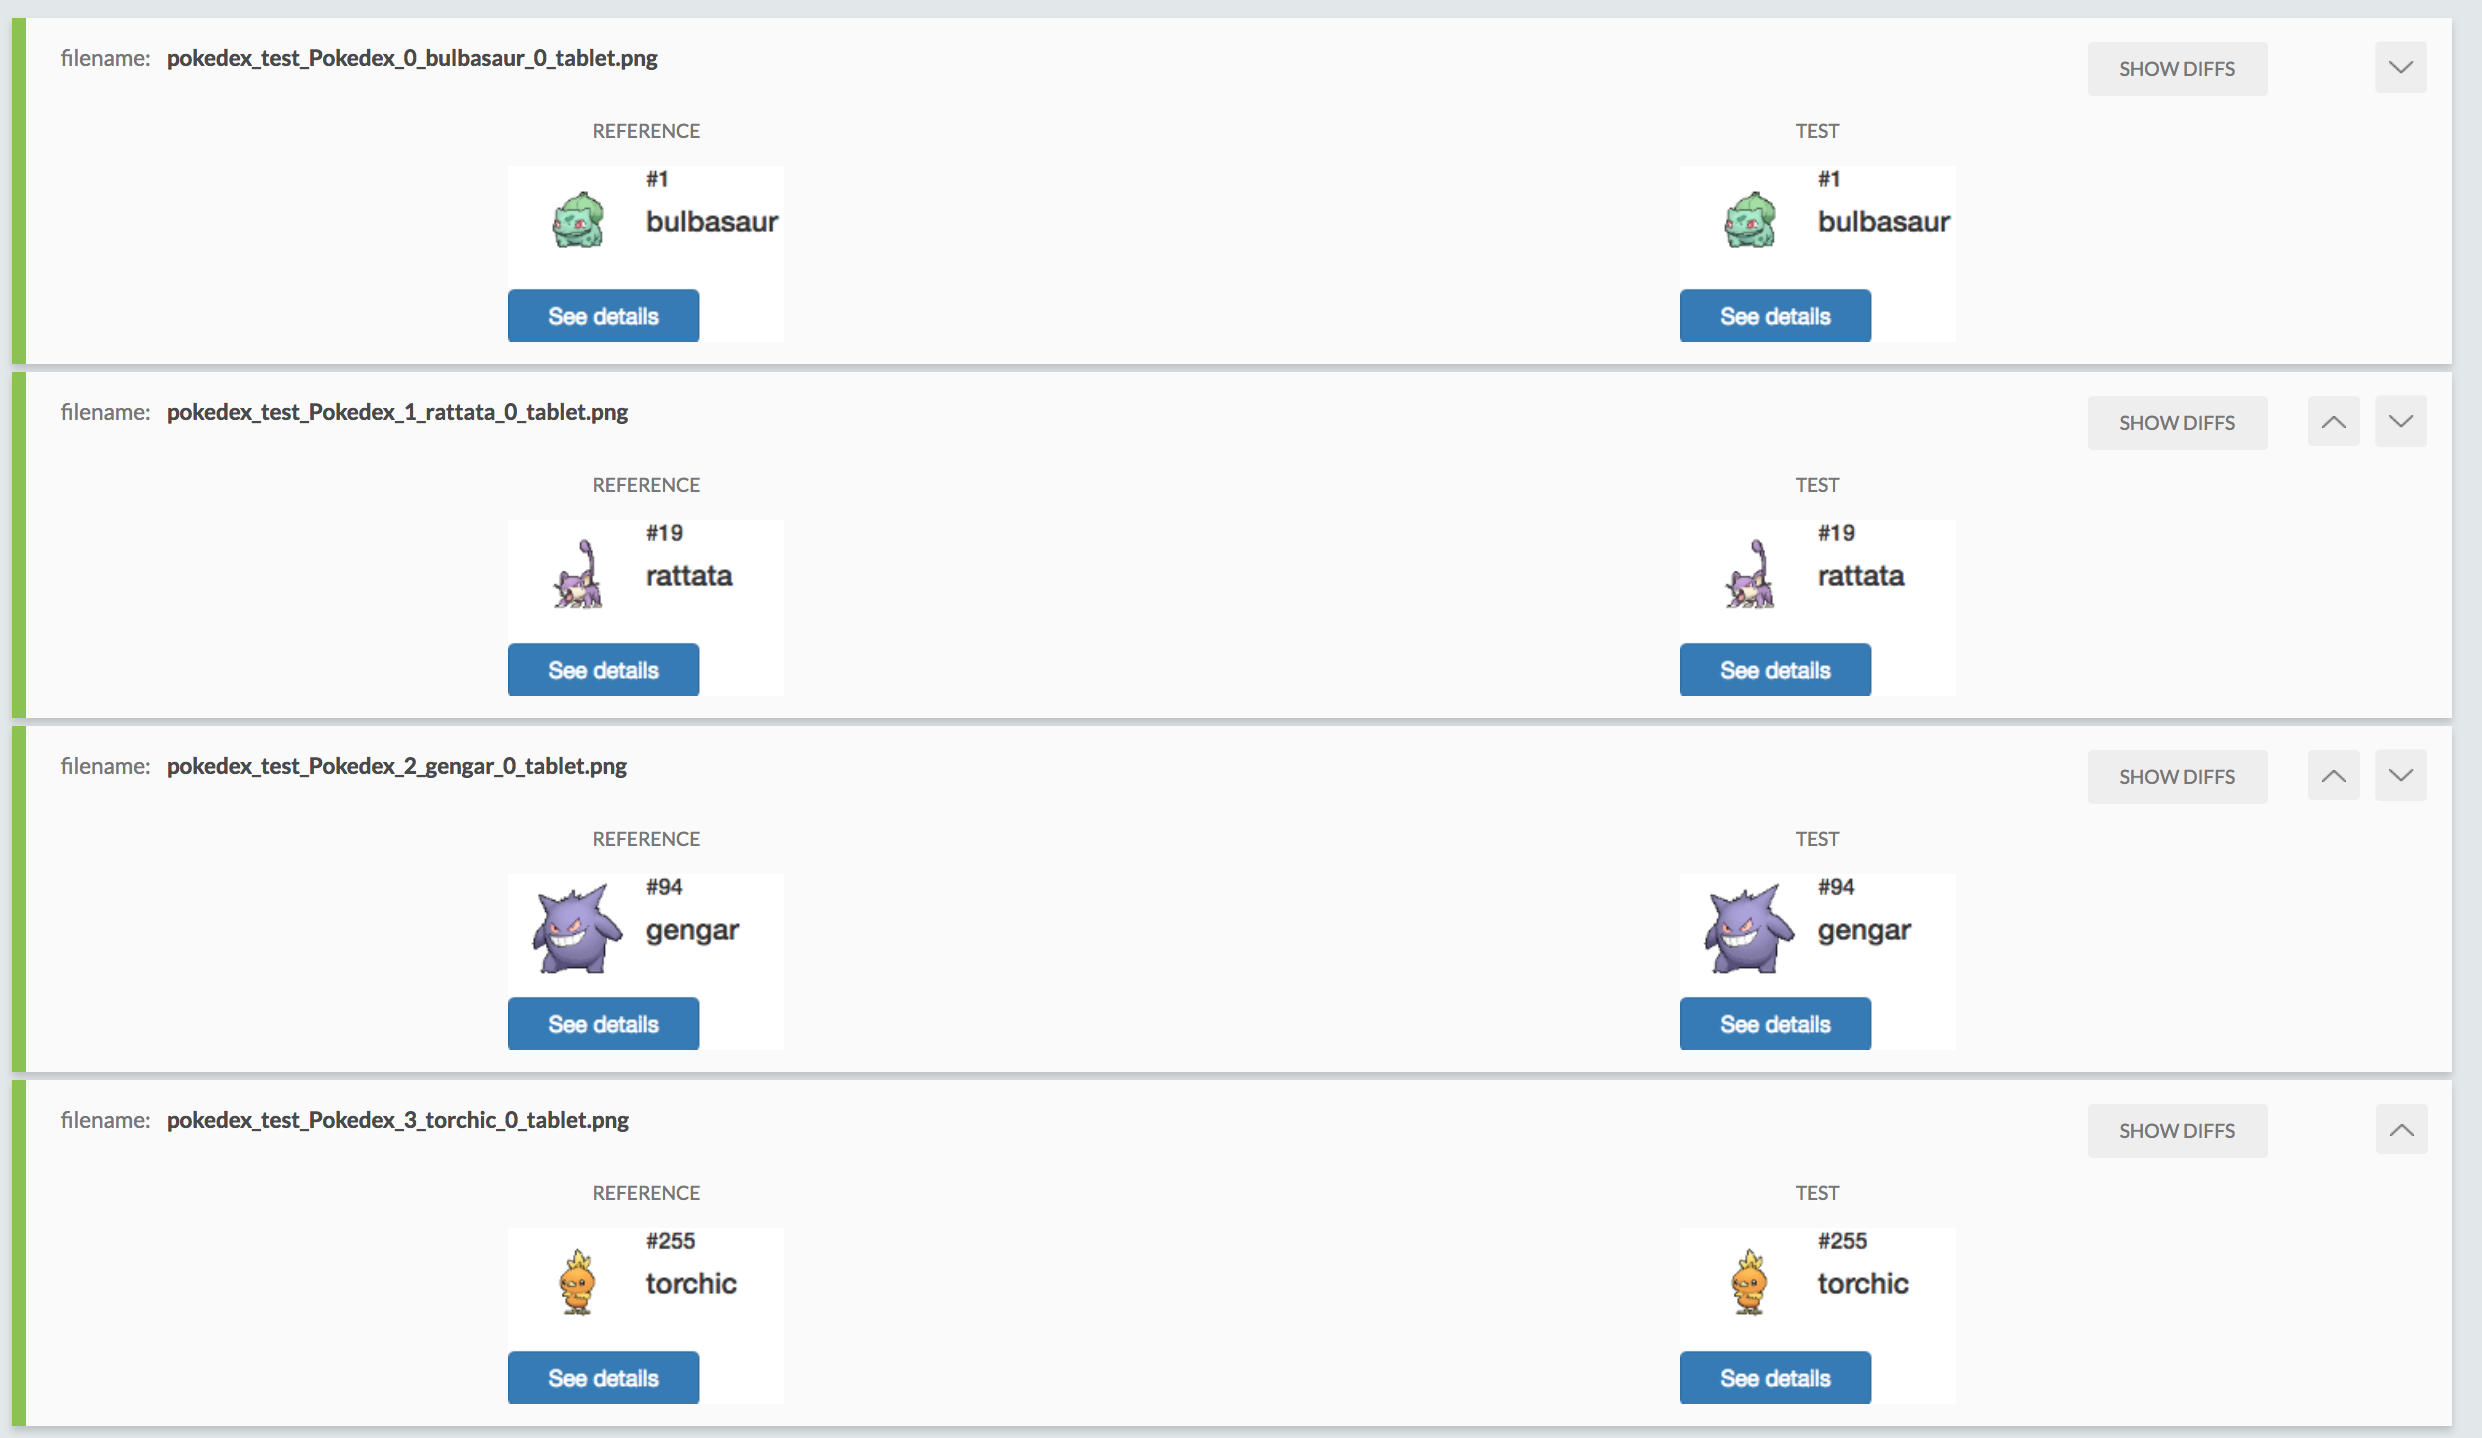 filename: pokedex_test_Pokedex_0_bulbasaur_0_tablet.png
SHOW DIFFS
REFERENCE
TEST
#1
bulbasaur
See details
#1
bulbasaur
See details
filename: pokedex_test_Pokedex_1_rattata_0_tablet.png
SHOW DIFFS
REFERENCE
TEST
#19
rattata
See details
#19
rattata
See details
filename: pokedex_test_Pokedex_2_gengar_0_tablet.png
SHOW DIFFS
REFERENCE
TEST
#94
gengar
See details
#94
gengar
See details
filename: pokedex_test_Pokedex_3_torchic_0_tablet.png
SHOW DIFFS
REFERENCE
TEST
#255
torchic
See details
#255
torchic
See details